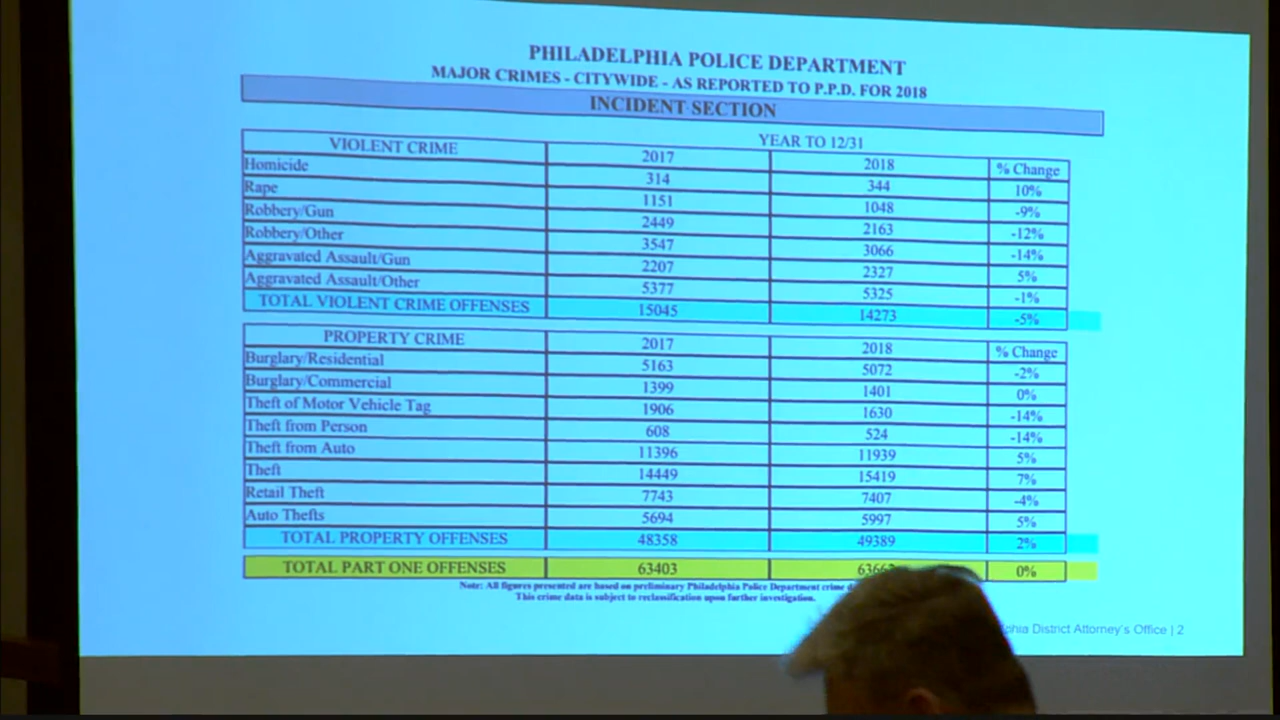 PHILADELPHIA POLICE DEPARTMENT
MAJOR CRIMES - CITYWIDE - AS REPORTED TO P.P.D. FOR 2018
INCIDENT SECTION
YEAR TO 12/31
VIOLENT CRIME 2017 2018 % Change
Homicide 314 344 10%
Rape 1151 1048 -9%
Robbery/Gun 2449 2163 -12%
Robbery/Other 3547 3066 -14%
Aggravated Assault/Gun 2207 2327 5%
Aggravated Assault/Other 5377 5325 -1%
TOTAL VIOLENT CRIME OFFENSES 15045 14273 -5%
PROPERTY CRIME 2017 2018 % Change
Burglary/Residential 5163 5072 -2%
Burglary/Commercial 1399 1401 0%
Theft of Motor Vehicle Tag 1906 1630 -14%
Theft from Person 608 524 -14%
Theft from Auto 11396 11939 5%
Theft 14449 15419 7%
Retail Theft 7743 7407 -4%
Auto Thefts 5694 5997 5%
TOTAL PROPERTY OFFENSES 48358 49389 2%
TOTAL PART ONE OFFENSES 63403 0%
Note: All figures presented are based on preliminary Philadelphia Police Department crime
This crime data is subject to reclassification upon further investigation.
District Attorney's Office | 2